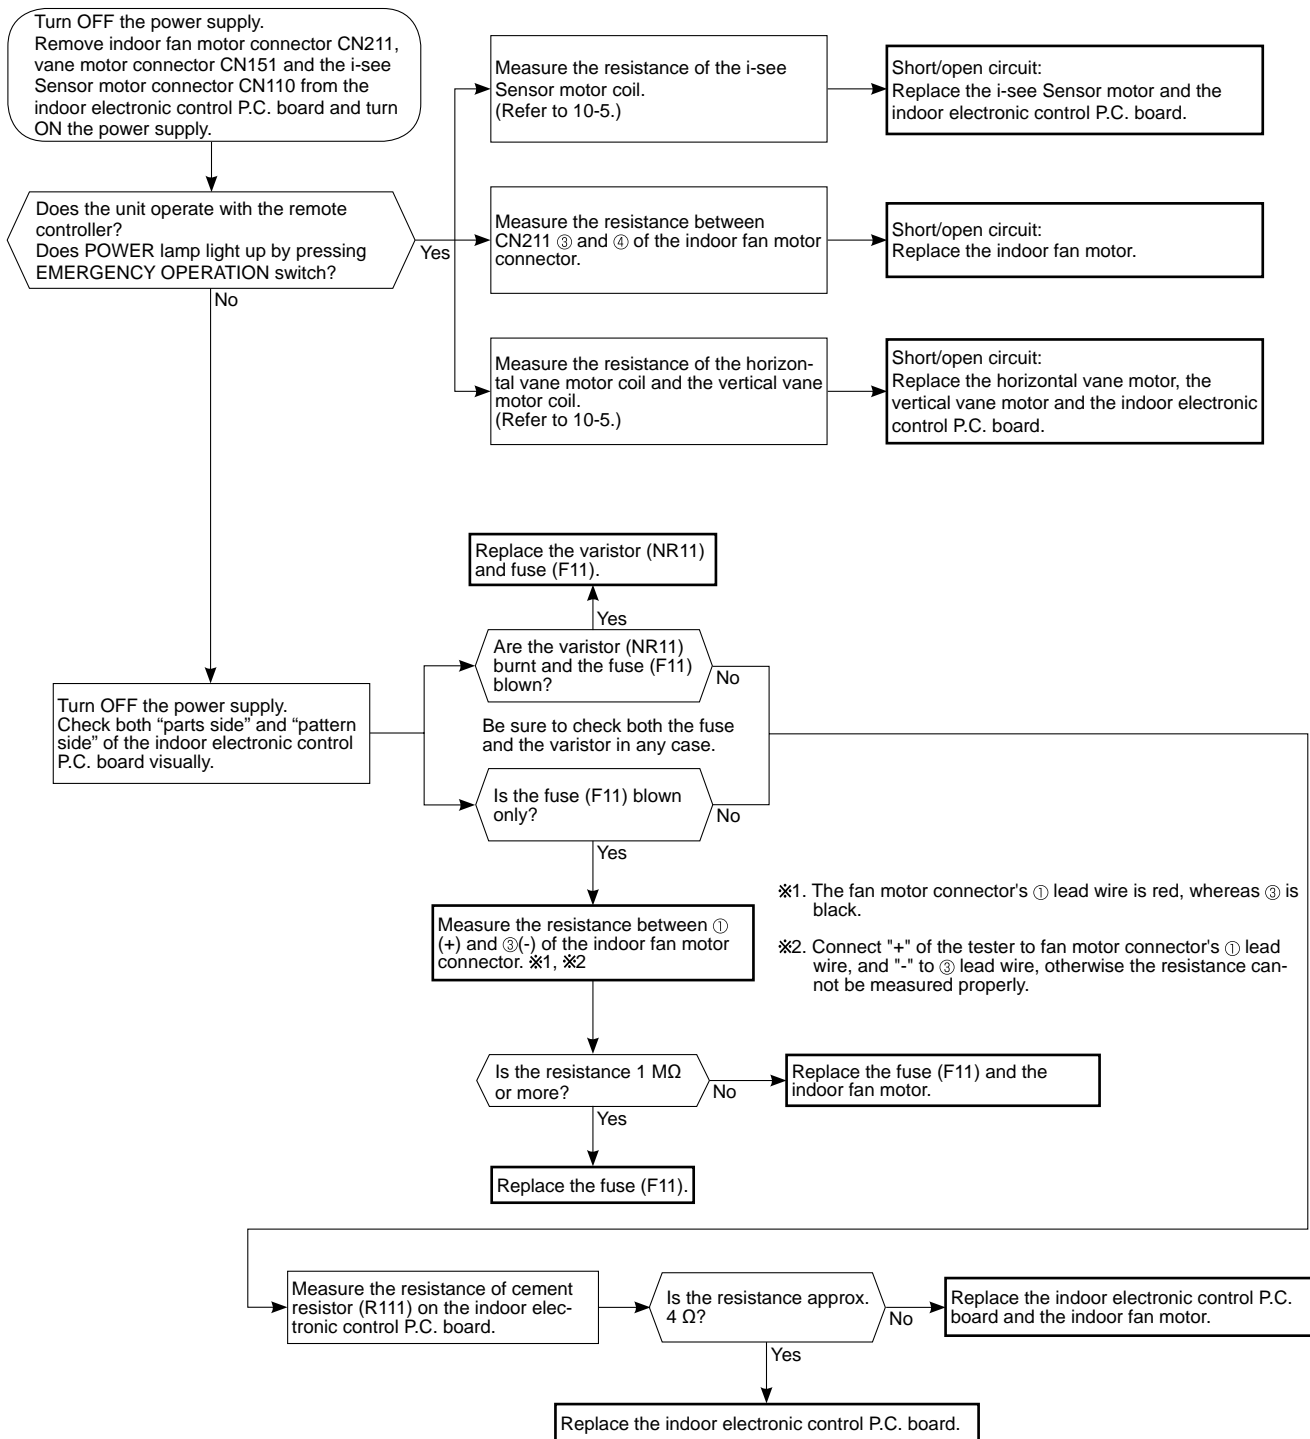 Turn OFF the power supply.
Remove indoor fan motor connector CN211,
vane motor connector CN151 and the i-see
Sensor motor connector CN110 from the
indoor electronic control P.C. board and turn
ON the power supply.
Measure the resistance of the i-see
Sensor motor coil.
(Refer to 10-5.)
Short/open circuit:
Replace the i-see Sensor motor and the
indoor electronic control P.C. board.
Does the unit operate with the remote
controller?
Does POWER lamp light up by pressing
EMERGENCY OPERATION switch?
Yes
No
Measure the resistance between
CN211 ③ and ④ of the indoor fan motor
connector.
Short/open circuit:
Replace the indoor fan motor.
Measure the resistance of the horizon-
tal vane motor coil and the vertical vane
motor coil.
(Refer to 10-5.)
Short/open circuit:
Replace the horizontal vane motor, the
vertical vane motor and the indoor electronic
control P.C. board.
Replace the varistor (NR11)
and fuse (F11).
Yes
Are the varistor (NR11)
burnt and the fuse (F11)
blown?
No
Turn OFF the power supply.
Check both “parts side” and “pattern
side” of the indoor electronic control
P.C. board visually.
Be sure to check both the fuse
and the varistor in any case.
Is the fuse (F11) blown
only?
No
Yes
Measure the resistance between ①
(+) and ③(-) of the indoor fan motor
connector. ※1, ※2
※1. The fan motor connector's ① lead wire is red, whereas ③ is
black.
※2. Connect "+" of the tester to fan motor connector's ① lead
wire, and "-" to ③ lead wire, otherwise the resistance can-
not be measured properly.
Is the resistance 1 MΩ
or more?
No
Replace the fuse (F11) and the
indoor fan motor.
Yes
Replace the fuse (F11).
Measure the resistance of cement
resistor (R111) on the indoor elec-
tronic control P.C. board.
Is the resistance approx.
4 Ω?
No
Replace the indoor electronic control P.C.
board and the indoor fan motor.
Yes
Replace the indoor electronic control P.C. board.